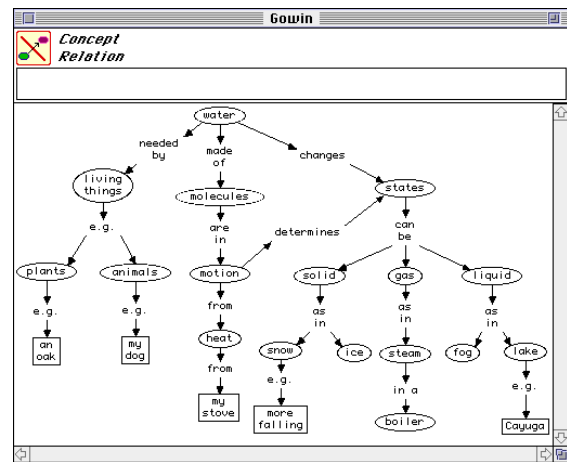 Gowin
Concept
Relation
water
needed
by
made
of
changes
living
things
molecules
states
e.g.
are
in
determines
can
be
plants
animals
motion
solid
gas
liquid
e.g.
e.g.
from
as
in
as
in
as
in
an
oak
my
dog
heat
snow
ice
steam
fog
lake
from
e.g.
in a
e.g.
my
stove
more
falling
boiler
Cayuga